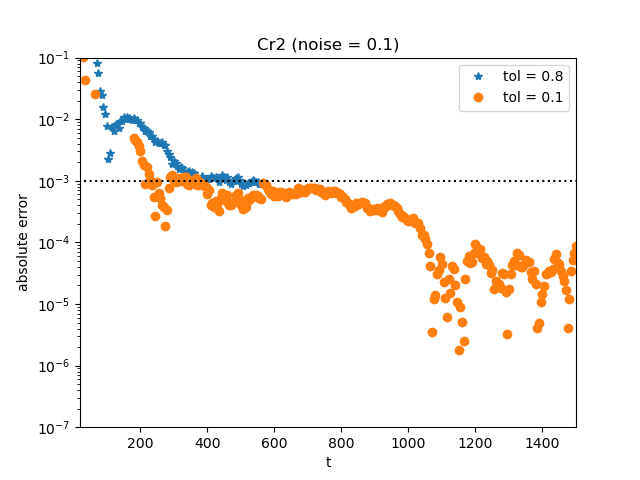 Cr2 (noise = 0.1)
tol = 0.8
tol = 0.1
absolute error
10⁻¹
10⁻²
10⁻³
10⁻⁴
10⁻⁵
10⁻⁶
10⁻⁷
200 400 600 800 1000 1200 1400
t